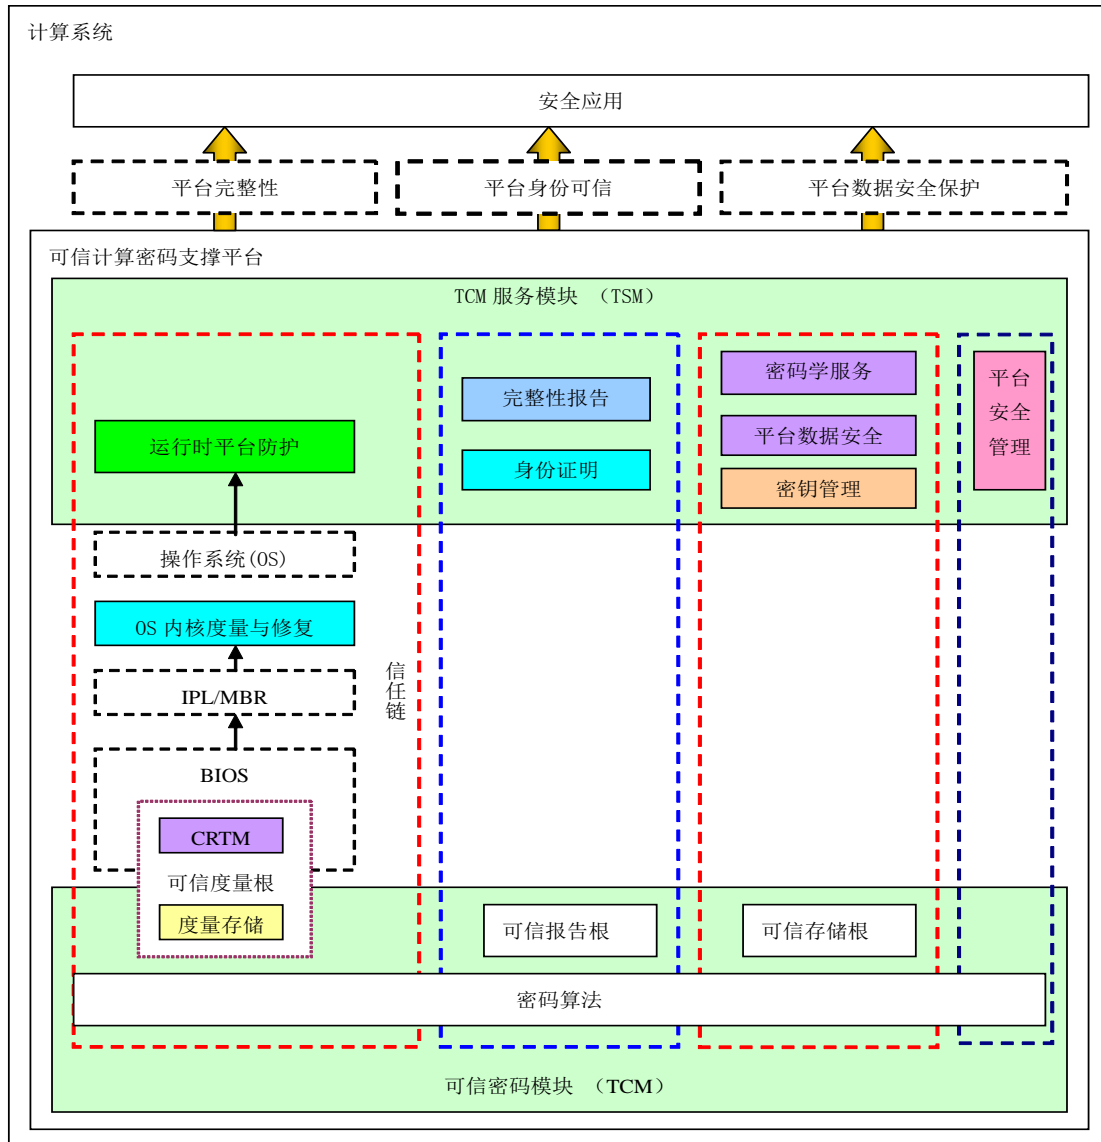 计算系统
安全应用
平台完整性
平台身份可信
平台数据安全保护
可信计算密码支撑平台
TCM 服务模块 （TSM）
运行时平台防护
操作系统(OS)
OS 内核度量与修复
IPL/MBR
BIOS
CRTM
可信度量根
度量存储
信
任
链
完整性报告
身份证明
可信报告根
密码学服务
平台数据安全
密钥管理
可信存储根
平台
安全
管理
密码算法
可信密码模块 （TCM）